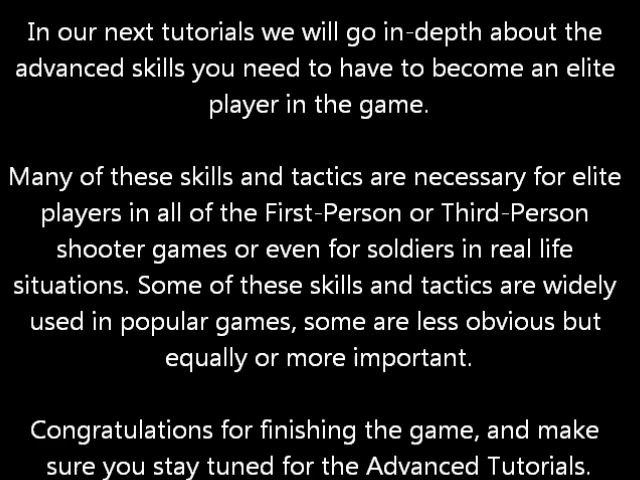 In our next tutorials we will go in-depth about the
advanced skills you need to have to become an elite
player in the game.
Many of these skills and tactics are necessary for elite
players in all of the First-Person or Third-Person
shooter games or even for soldiers in real life
situations. Some of these skills and tactics are widely
used in popular games, some are less obvious but
equally or more important.
Congratulations for finishing the game, and make
sure you stay tuned for the Advanced Tutorials.